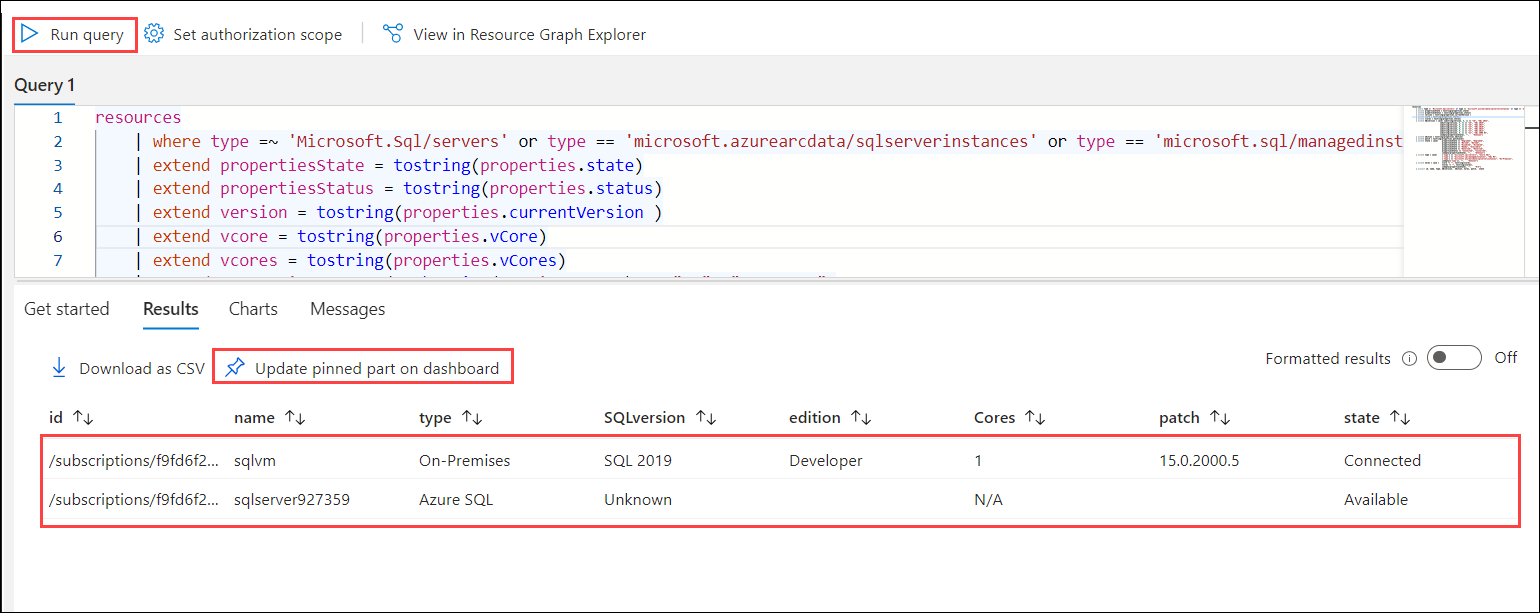 Run query Set authorization scope View in Resource Graph Explorer
Query 1
1 resources
2 | where type =~ 'Microsoft.Sql/servers' or type == 'microsoft.azurearcdata/sqlserverinstances' or type == 'microsoft.sql/managedinst
3 | extend propertiesState = tostring(properties.state)
4 | extend propertiesStatus = tostring(properties.status)
5 | extend version = tostring(properties.currentVersion )
6 | extend vcore = tostring(properties.vCore)
7 | extend vcores = tostring(properties.vCores)
Get started Results Charts Messages
Download as CSV Update pinned part on dashboard Formatted results Off
id name type SQLversion edition Cores patch state
/subscriptions/f9fd6f2... sqlvm On-Premises SQL 2019 Developer 1 15.0.2000.5 Connected
/subscriptions/f9fd6f2... sqlserver927359 Azure SQL Unknown N/A Available